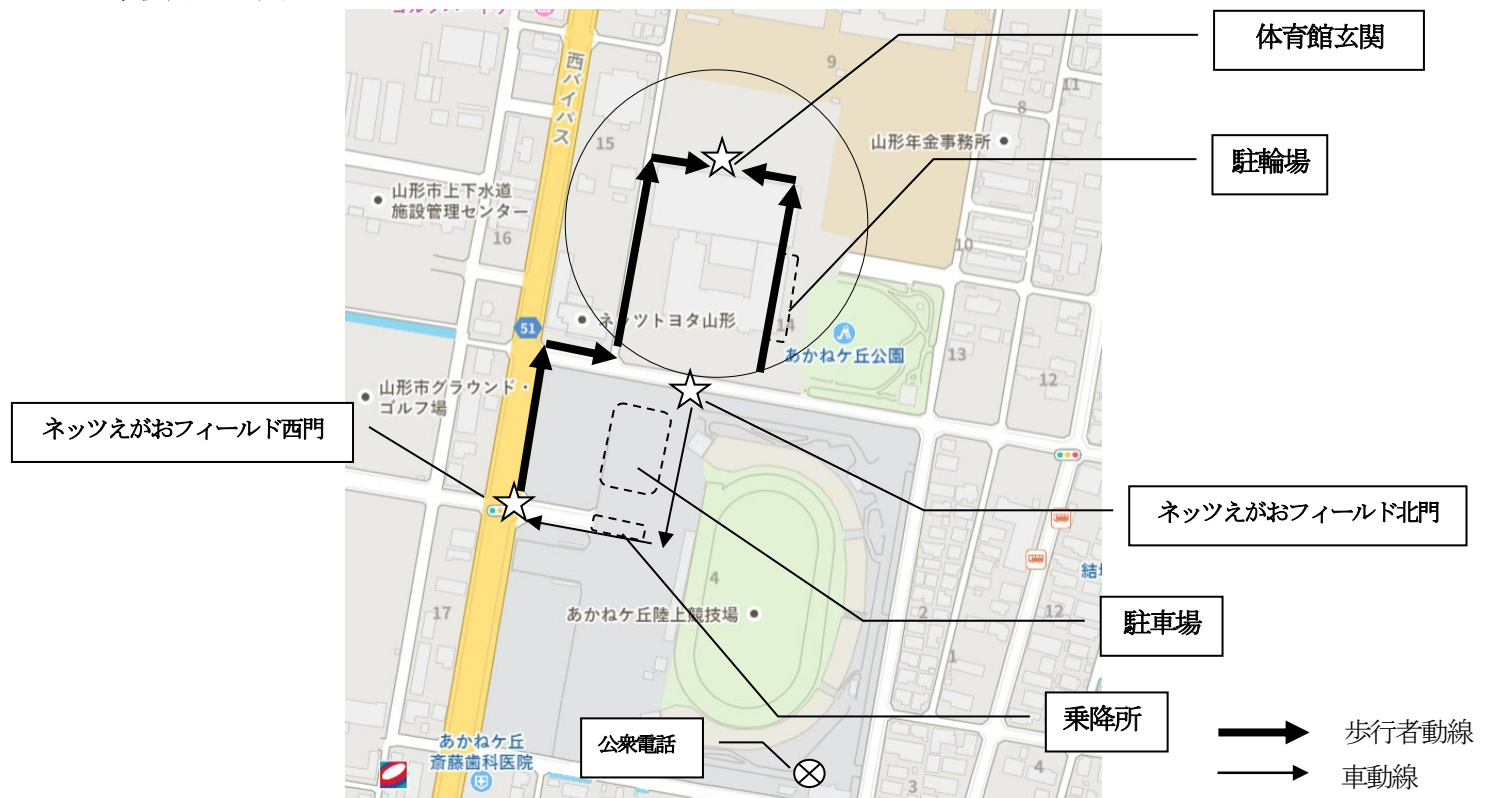 体育館玄関
西バイパス
9
11
8
15
山形年金事務所
駐輪場
山形市上下水道
施設管理センター
16
10
ネッツトヨタ山形
14
51
あかねケ丘公園
13
12
山形市グラウンド・
ゴルフ場
ネッツえがおフィールド西門
ネッツえがおフィールド北門
4
17
あかねケ丘陸上競技場
2
12
1
駐車場
乗降所
公衆電話
歩行者動線
あかねケ丘
斎藤歯科医院
4
3
車動線